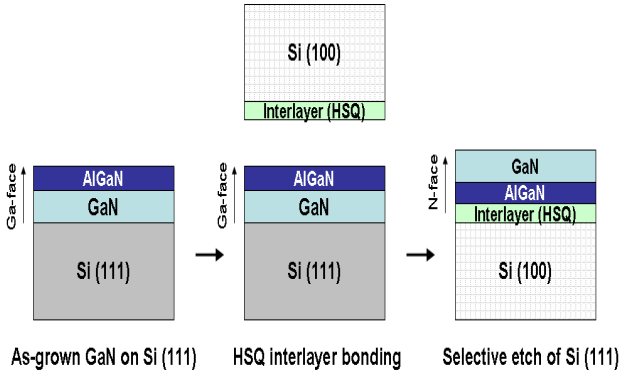 Si (100)
Interlayer (HSQ)
Ga-face
AlGaN
GaN
Si (111)
Ga-face
AlGaN
GaN
Si (111)
N-face
GaN
AlGaN
Interlayer (HSQ)
Si (100)
As-grown GaN on Si (111)
HSQ interlayer bonding
Selective etch of Si (111)